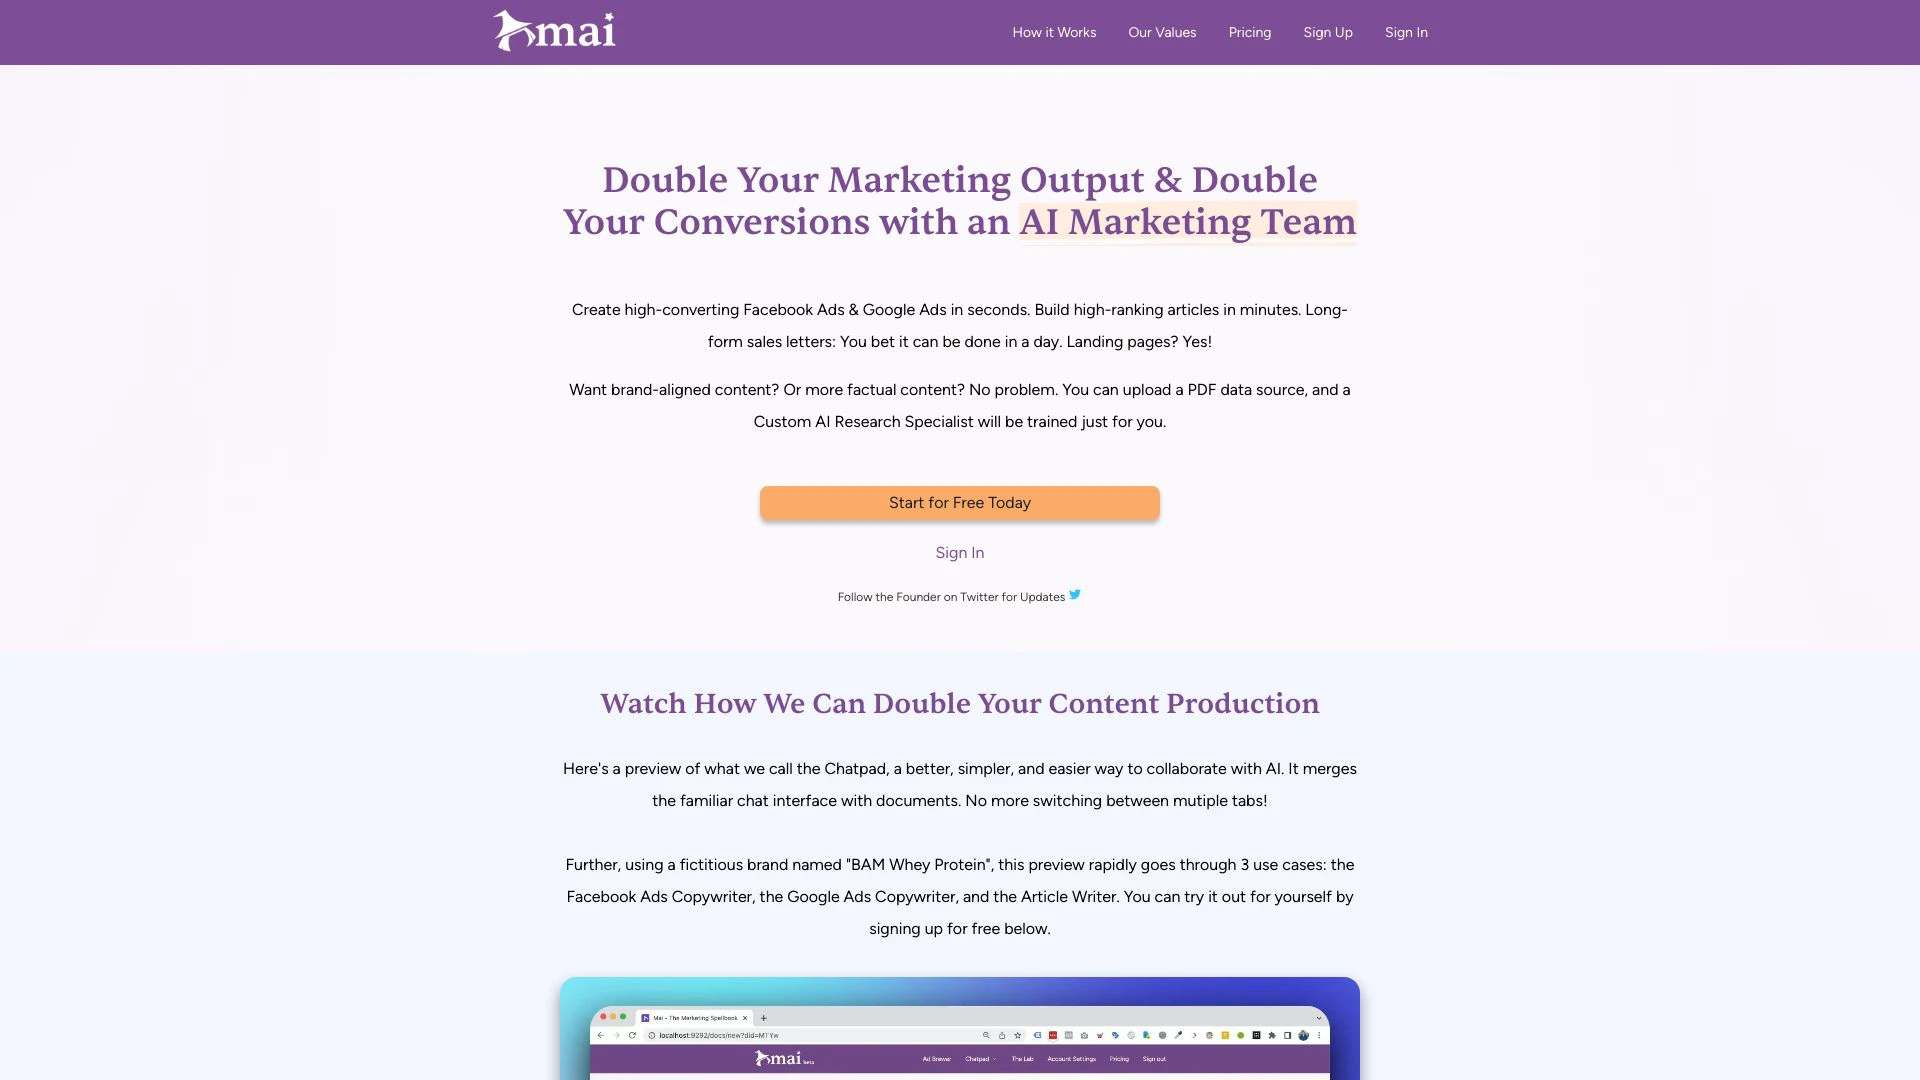 mai
How it Works
Our Values
Pricing
Sign Up
Sign In
Double Your Marketing Output & Double
Your Conversions with an AI Marketing Team
Create high-converting Facebook Ads & Google Ads in seconds. Build high-ranking articles in minutes. Long-
form sales letters: You bet it can be done in a day. Landing pages? Yes!
Want brand-aligned content? Or more factual content? No problem. You can upload a PDF data source, and a
Custom AI Research Specialist will be trained just for you.
Start for Free Today
Sign In
Follow the Founder on Twitter for Updates
Watch How We Can Double Your Content Production
Here's a preview of what we call the Chatpad, a better, simpler, and easier way to collaborate with AI. It merges
the familiar chat interface with documents. No more switching between mutiple tabs!
Further, using a fictitious brand named "BAM Whey Protein", this preview rapidly goes through 3 use cases: the
Facebook Ads Copywriter, the Google Ads Copywriter, and the Article Writer. You can try it out for yourself by
signing up for free below.
Mai - The Marketing Spellbook
localhost:9292/docs/new?did=MTYw
mai beta
Ad Brewer
Chatpad
The Lab
Account Settings
Pricing
Sign out